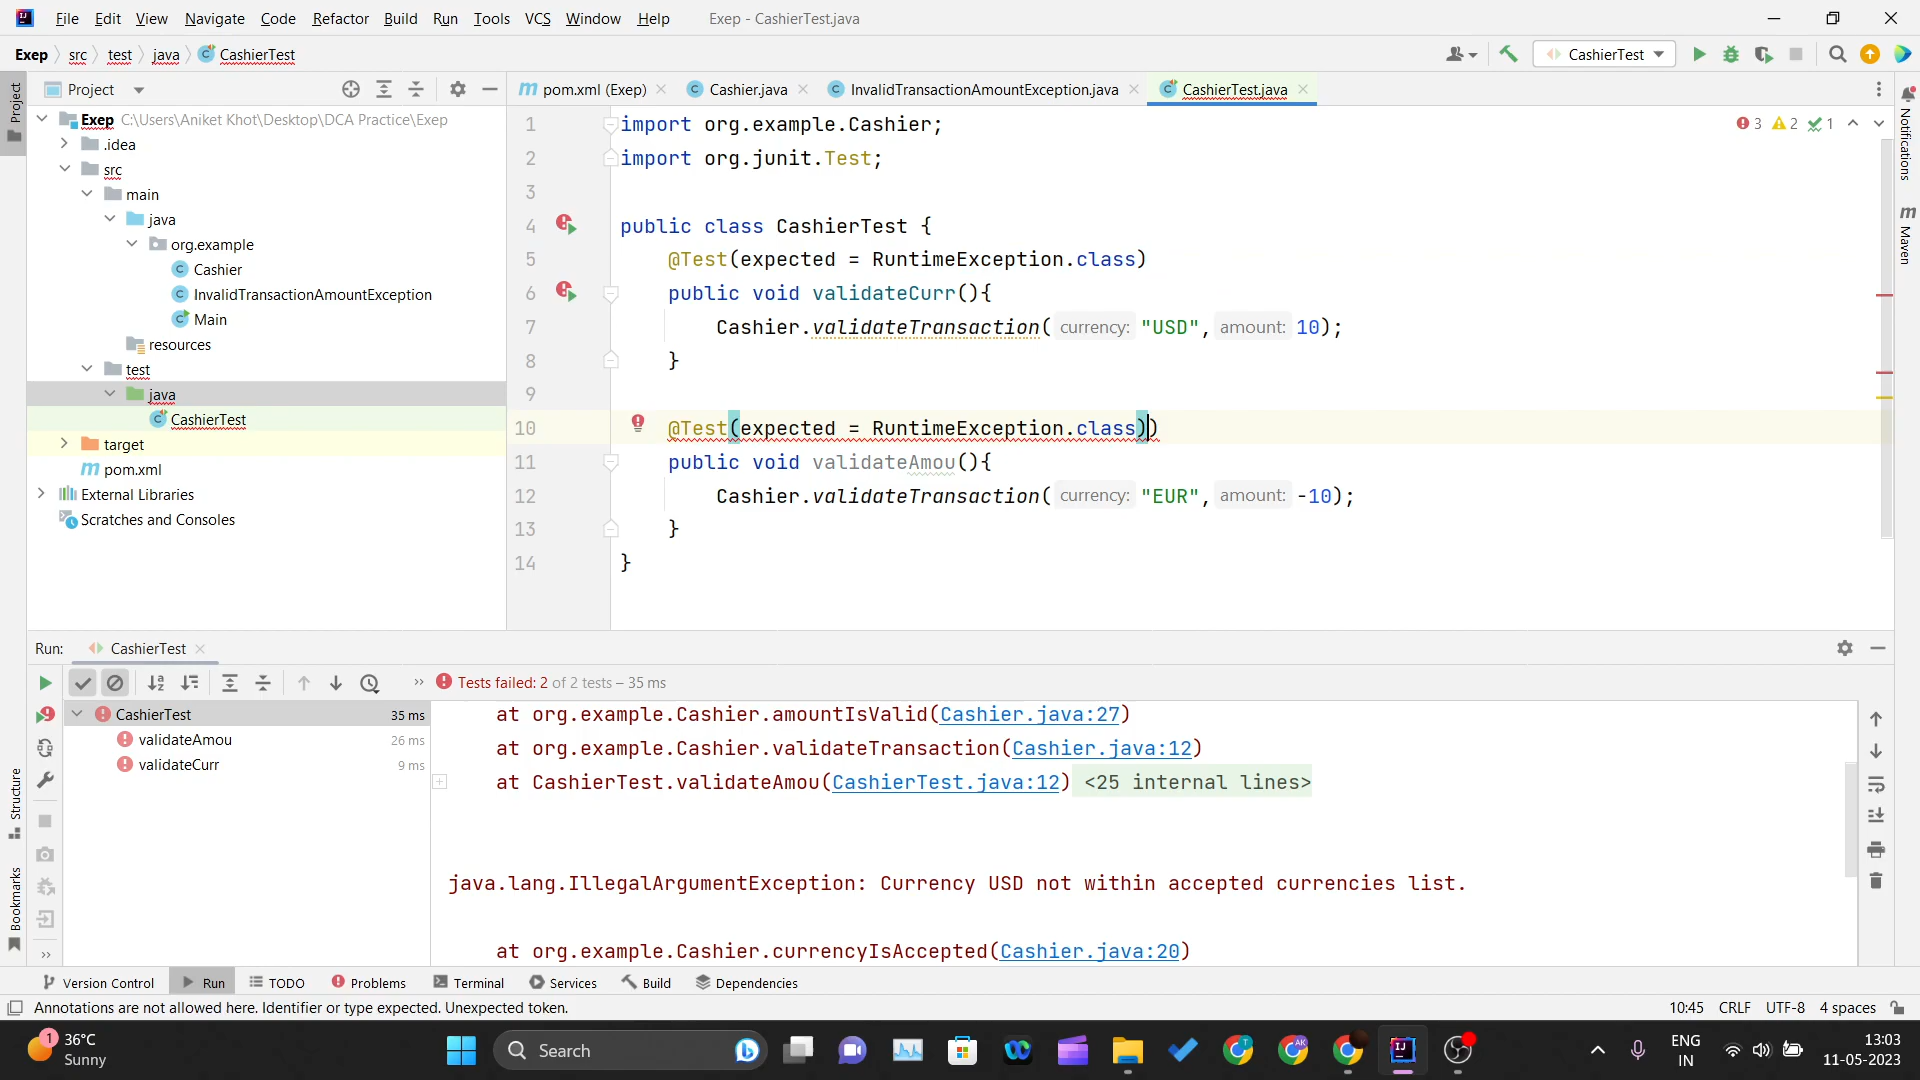 File Edit View Navigate Code Refactor Build Run Tools VCS Window Help Exep - CashierTest.java
Exep src test java CashierTest
CashierTest
Project
pom.xml (Exep) Cashier.java InvalidTransactionAmountException.java CashierTest.java
Exep C:\Users\Aniket Khot\Desktop\DCA Practice\Exep
.idea
src
main
java
org.example
Cashier
InvalidTransactionAmountException
Main
resources
test
java
CashierTest
target
pom.xml
External Libraries
Scratches and Consoles
Project
Structure
Bookmarks
3 2 1
1 import org.example.Cashier;
2 import org.junit.Test;
3
4 public class CashierTest {
5 @Test(expected = RuntimeException.class)
6 public void validateCurr(){
7 Cashier.validateTransaction( currency: "USD", amount: 10);
8 }
9
10 @Test(expected = RuntimeException.class))
11 public void validateAmou(){
12 Cashier.validateTransaction( currency: "EUR", amount: -10);
13 }
14 }
Notifications
Maven
Run: CashierTest
Tests failed: 2 of 2 tests – 35 ms
CashierTest 35 ms
validateAmou 26 ms
validateCurr 9 ms
at org.example.Cashier.amountIsValid(Cashier.java:27)
at org.example.Cashier.validateTransaction(Cashier.java:12)
at CashierTest.validateAmou(CashierTest.java:12) <25 internal lines>
java.lang.IllegalArgumentException: Currency USD not within accepted currencies list.
at org.example.Cashier.currencyIsAccepted(Cashier.java:20)
Version Control Run TODO Problems Terminal Services Build Dependencies
Annotations are not allowed here. Identifier or type expected. Unexpected token. 10:45 CRLF UTF-8 4 spaces
1 36°C
Sunny
Search
ENG
IN
13:03
11-05-2023